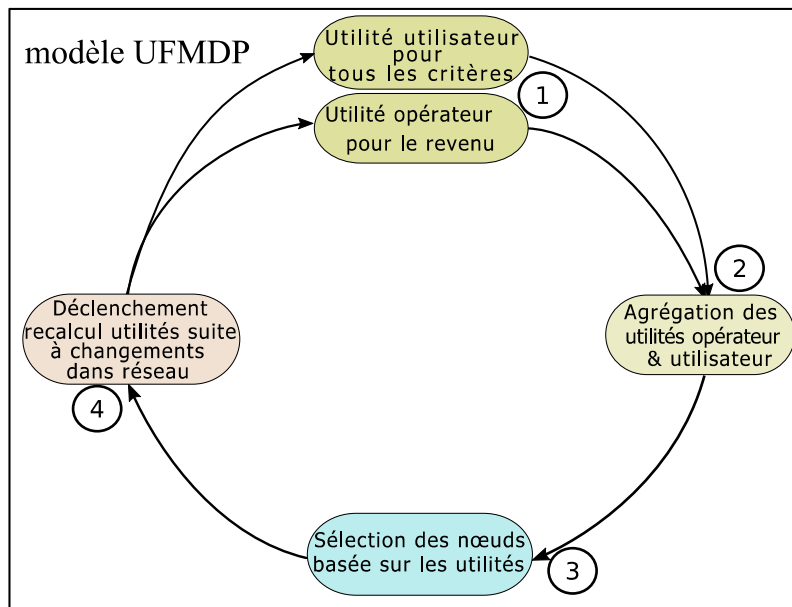 modèle UFMDP
Utilité utilisateur
pour
tous les critères
1
Utilité opérateur
pour le revenu
2
Agrégation des
utilités opérateur
& utilisateur
3
Sélection des nœuds
basée sur les utilités
4
Déclenchement
recalcul utilités suite
à changements
dans réseau